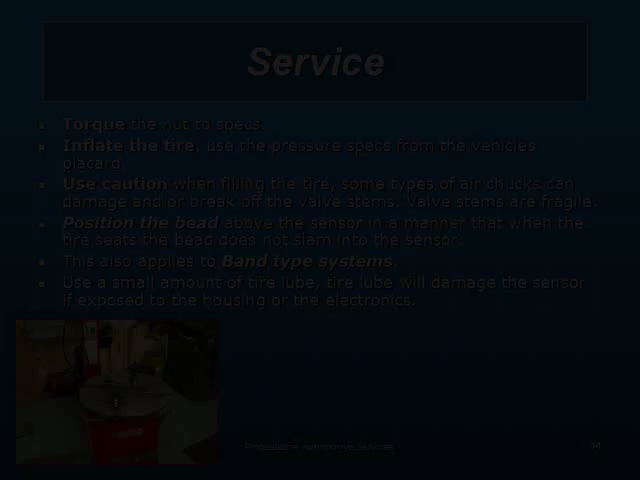 Service
Torque the nut to specs.
Inflate the tire, use the pressure specs from the vehicles
placard.
Use caution when filling the tire, some types of air chucks can
damage and or break off the valve stems. Valve stems are fragile.
Position the bead above the sensor in a manner that when the
tire seats the bead does not slam into the sensor.
This also applies to Band type systems.
Use a small amount of tire lube, tire lube will damage the sensor
if exposed to the housing or the electronics.
Professional Automotive Services